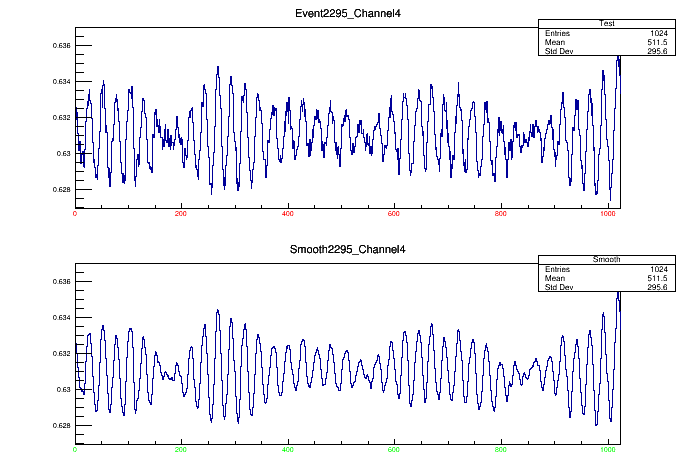 Event2295_Channel4
Test
Entries 1024
Mean 511.5
Std Dev 295.6
0.636
0.634
0.632
0.63
0.628
0 200 400 600 800 1000
Smooth2295_Channel4
Smooth
Entries 1024
Mean 511.5
Std Dev 295.6
0.636
0.634
0.632
0.63
0.628
0 200 400 600 800 1000